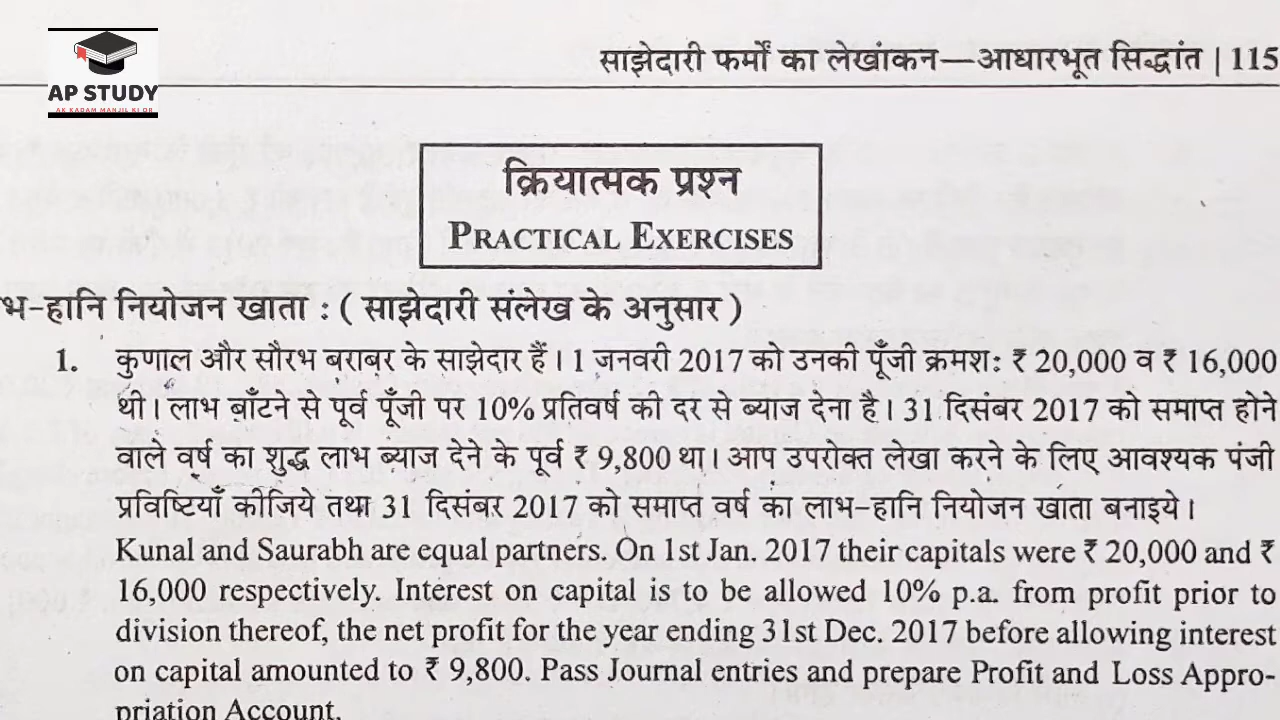 AP STUDY
AK KADAM MANJIL KI OR
साझेदारी फर्मों का लेखांकन—आधारभूत सिद्धांत | 115
क्रियात्मक प्रश्न
PRACTICAL EXERCISES
भ-हानि नियोजन खाता : ( साझेदारी संलेख के अनुसार )
1. कुणाल और सौरभ बराबर के साझेदार हैं। 1 जनवरी 2017 को उनकी पूँजी क्रमशः ₹ 20,000 व ₹ 16,000
थी। लाभ बाँटने से पूर्व पूँजी पर 10% प्रतिवर्ष की दर से ब्याज देना है। 31 दिसंबर 2017 को समाप्त होने
वाले वर्ष का शुद्ध लाभ ब्याज देने के पूर्व ₹ 9,800 था। आप उपरोक्त लेखा करने के लिए आवश्यक पंजी
प्रविष्टियाँ कीजिये तथा 31 दिसंबर 2017 को समाप्त वर्ष का लाभ-हानि नियोजन खाता बनाइये।
Kunal and Saurabh are equal partners. On 1st Jan. 2017 their capitals were ₹ 20,000 and ₹
16,000 respectively. Interest on capital is to be allowed 10% p.a. from profit prior to
division thereof, the net profit for the year ending 31st Dec. 2017 before allowing interest
on capital amounted to ₹ 9,800. Pass Journal entries and prepare Profit and Loss Appro-
priation Account.